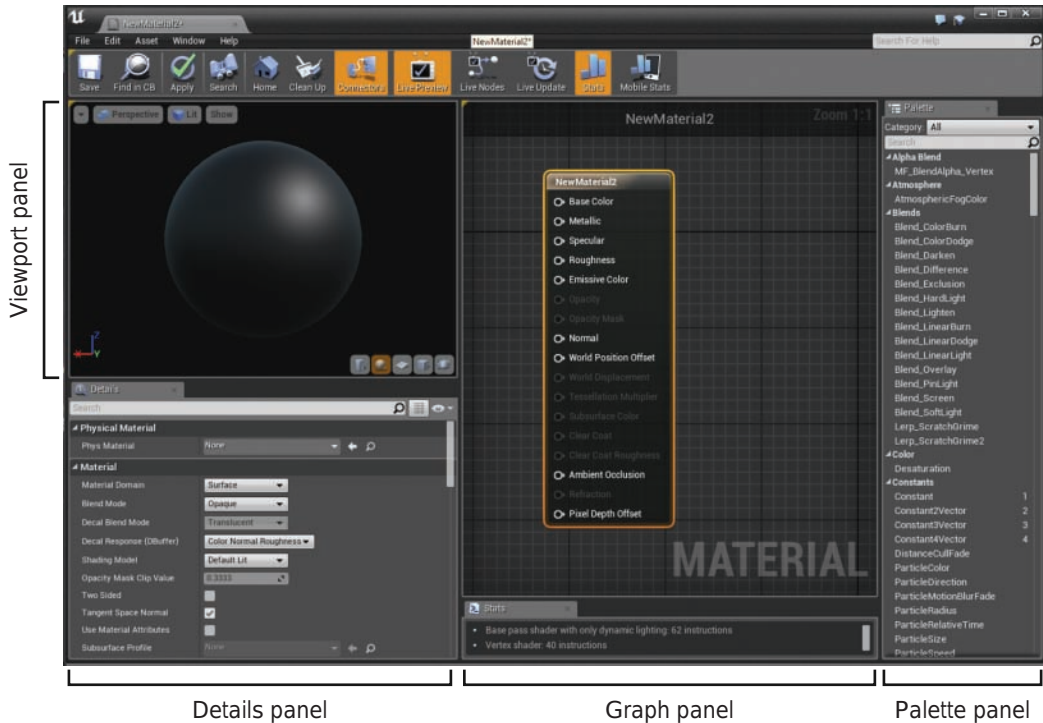 NewMaterial2*
File Edit Asset Window Help
NewMaterial2*
Search For Help
Save Find in CB Apply Search Home Clean Up Connectors Live Preview Live Nodes Live Update Stats Mobile Stats
Viewport panel
Perspective Lit Show
Z
X
Y
Details
Search
Physical Material
Phys Material None
Material
Material Domain Surface
Blend Mode Opaque
Decal Blend Mode Translucent
Decal Response (DBuffer) Color Normal Roughness
Shading Model Default Lit
Opacity Mask Clip Value 0.3333
Two Sided
Tangent Space Normal
Use Material Attributes
Subsurface Profile None
NewMaterial2
Zoom 1:1
NewMaterial2
Base Color
Metallic
Specular
Roughness
Emissive Color
Opacity
Opacity Mask
Normal
World Position Offset
World Displacement
Tessellation Multiplier
Subsurface Color
Clear Coat
Clear Coat Roughness
Ambient Occlusion
Refraction
Pixel Depth Offset
MATERIAL
Stats
Base pass shader with only dynamic lighting: 62 instructions
Vertex shader: 40 instructions
Palette
Category: All
Search
Alpha Blend
MF_BlendAlpha_Vertex
Atmosphere
AtmosphericFogColor
Blends
Blend_ColorBurn
Blend_ColorDodge
Blend_Darken
Blend_Difference
Blend_Exclusion
Blend_HardLight
Blend_Lighten
Blend_LinearBurn
Blend_LinearDodge
Blend_LinearLight
Blend_Overlay
Blend_PinLight
Blend_Screen
Blend_SoftLight
Lerp_ScratchGrime
Lerp_ScratchGrime2
Color
Desaturation
Constants
Constant 1
Constant2Vector 2
Constant3Vector 3
Constant4Vector 4
DistanceCullFade
ParticleColor
ParticleDirection
ParticleMotionBlurFade
ParticleRadius
ParticleRelativeTime
ParticleSize
ParticleSpeed
Details panel
Graph panel
Palette panel